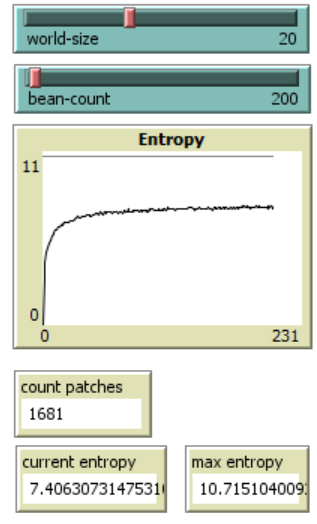 world-size 20
bean-count 200
Entropy
11
0
0 231
count patches
1681
current entropy
7.4063073147531
max entropy
10.715104009